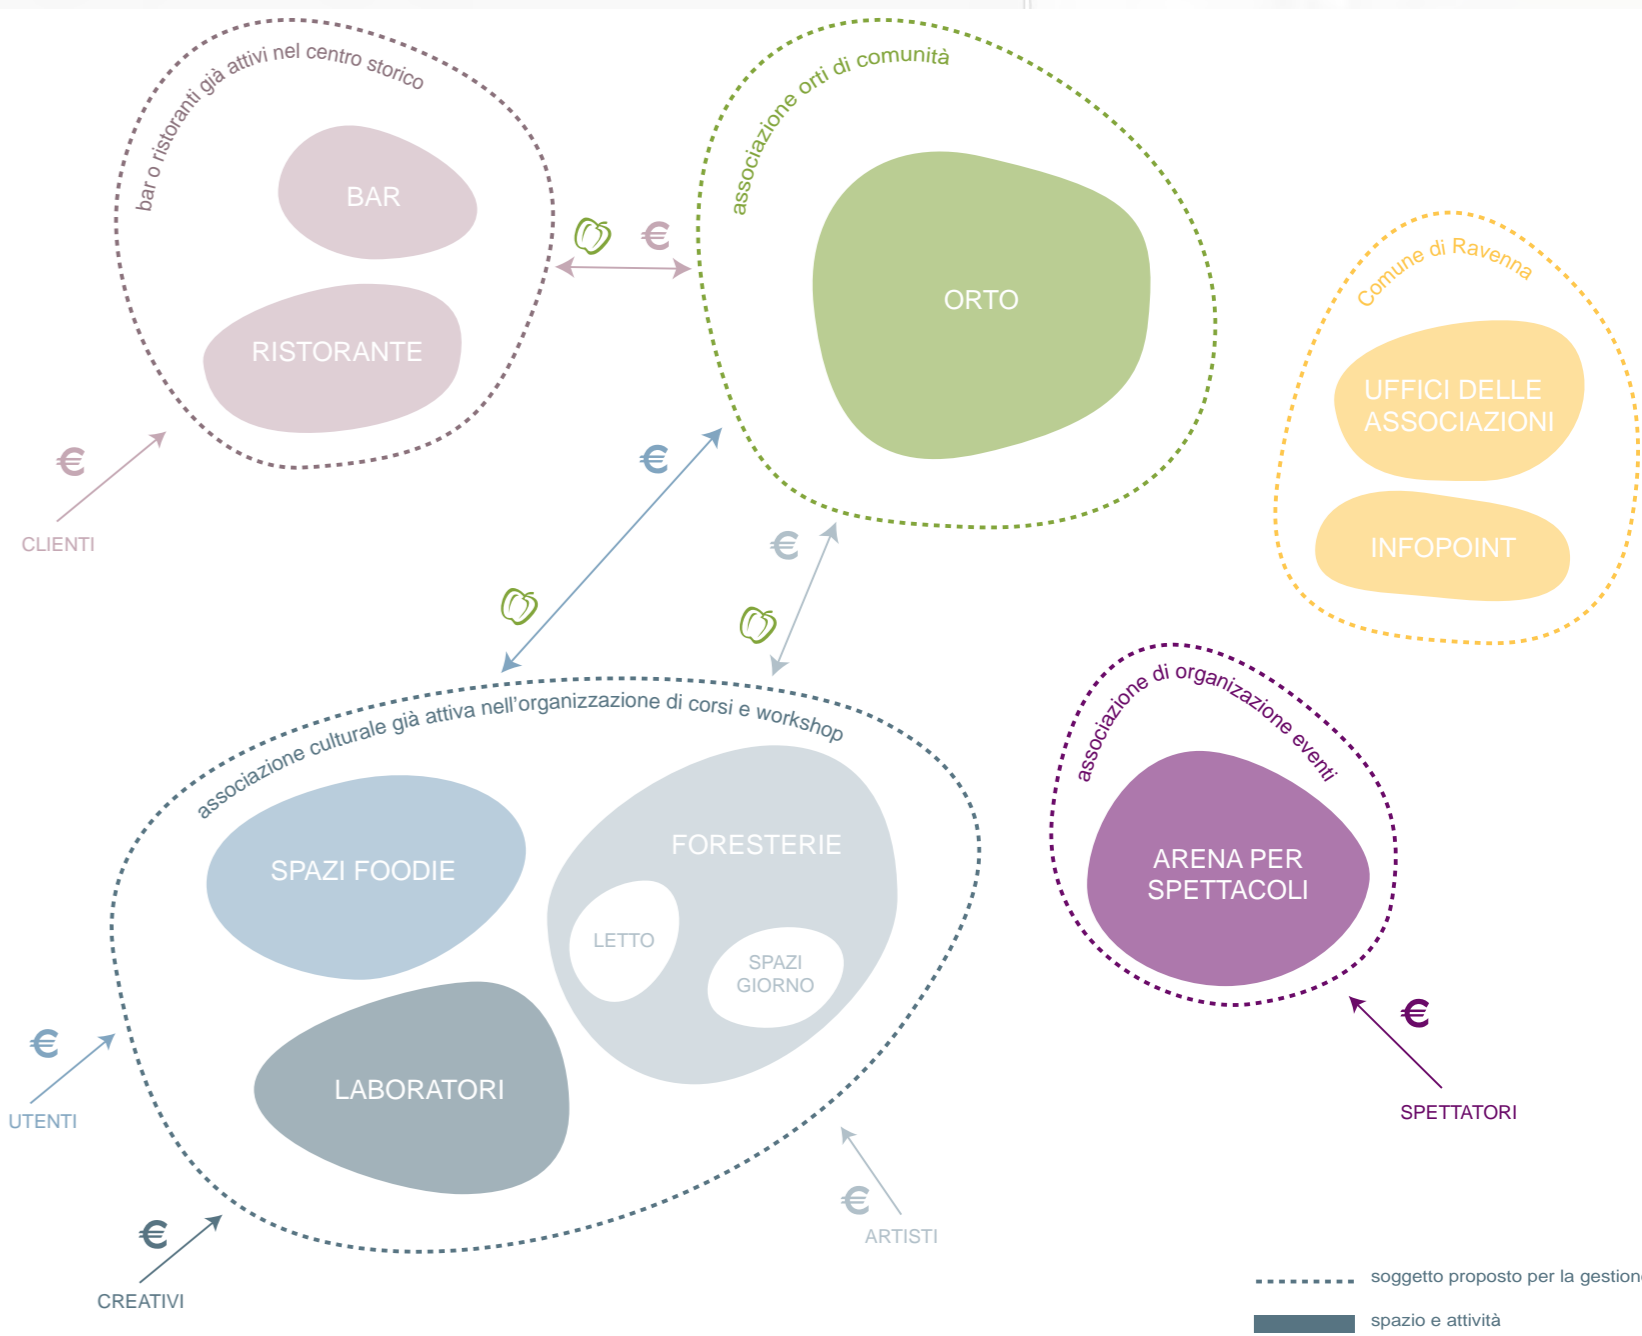 bar o ristoranti già attivi nel centro storico
BAR
RISTORANTE
€
CLIENTI
€
associazione orti di comunità
ORTO
€
€
Comune di Ravenna
UFFICI DELLE
ASSOCIAZIONI
INFOPOINT
associazione culturale già attiva nell'organizzazione di corsi e workshop
SPAZI FOODIE
FORESTERIE
LETTO
SPAZI
GIORNO
LABORATORI
€
UTENTI
€
CREATIVI
€
ARTISTI
associazione di organizazione eventi
ARENA PER
SPETTACOLI
€
SPETTATORI
soggetto proposto per la gestione
spazio e attività